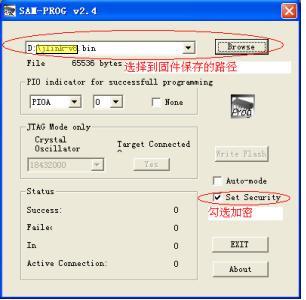 SAM-PROG v2.4
D:\jlink-v6.bin
Browse
File 65536 bytes
选择到固件保存的路径
PIO indicator for successfull programming
PIOA
0
None
Prog
JTAG Mode only
Crystal Oscillator
Target Connected
18432000
Yes
Write Flash
Auto-mode
Set Security
勾选加密
Status
Success: 0
Failed: 0
In 0
Active Connection: 0
EXIT
About